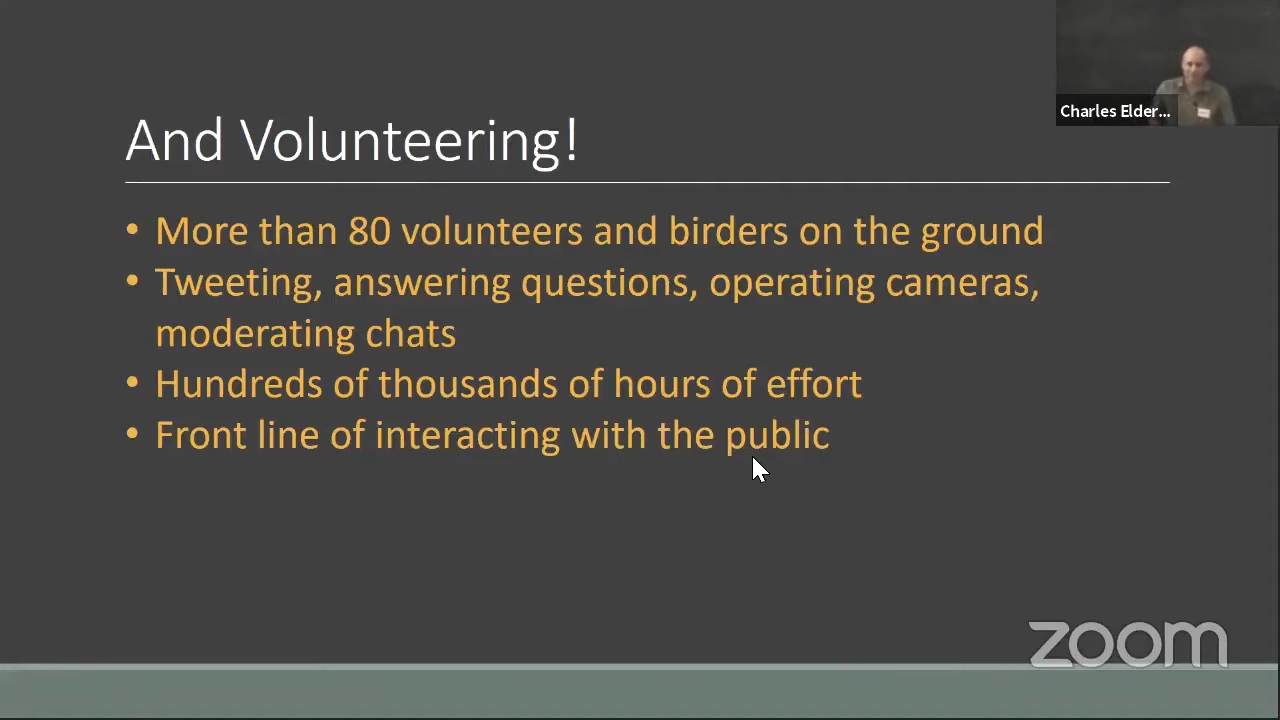 Charles Elder...
And Volunteering!
• More than 80 volunteers and birders on the ground
• Tweeting, answering questions, operating cameras,
moderating chats
• Hundreds of thousands of hours of effort
• Front line of interacting with the public
zoom